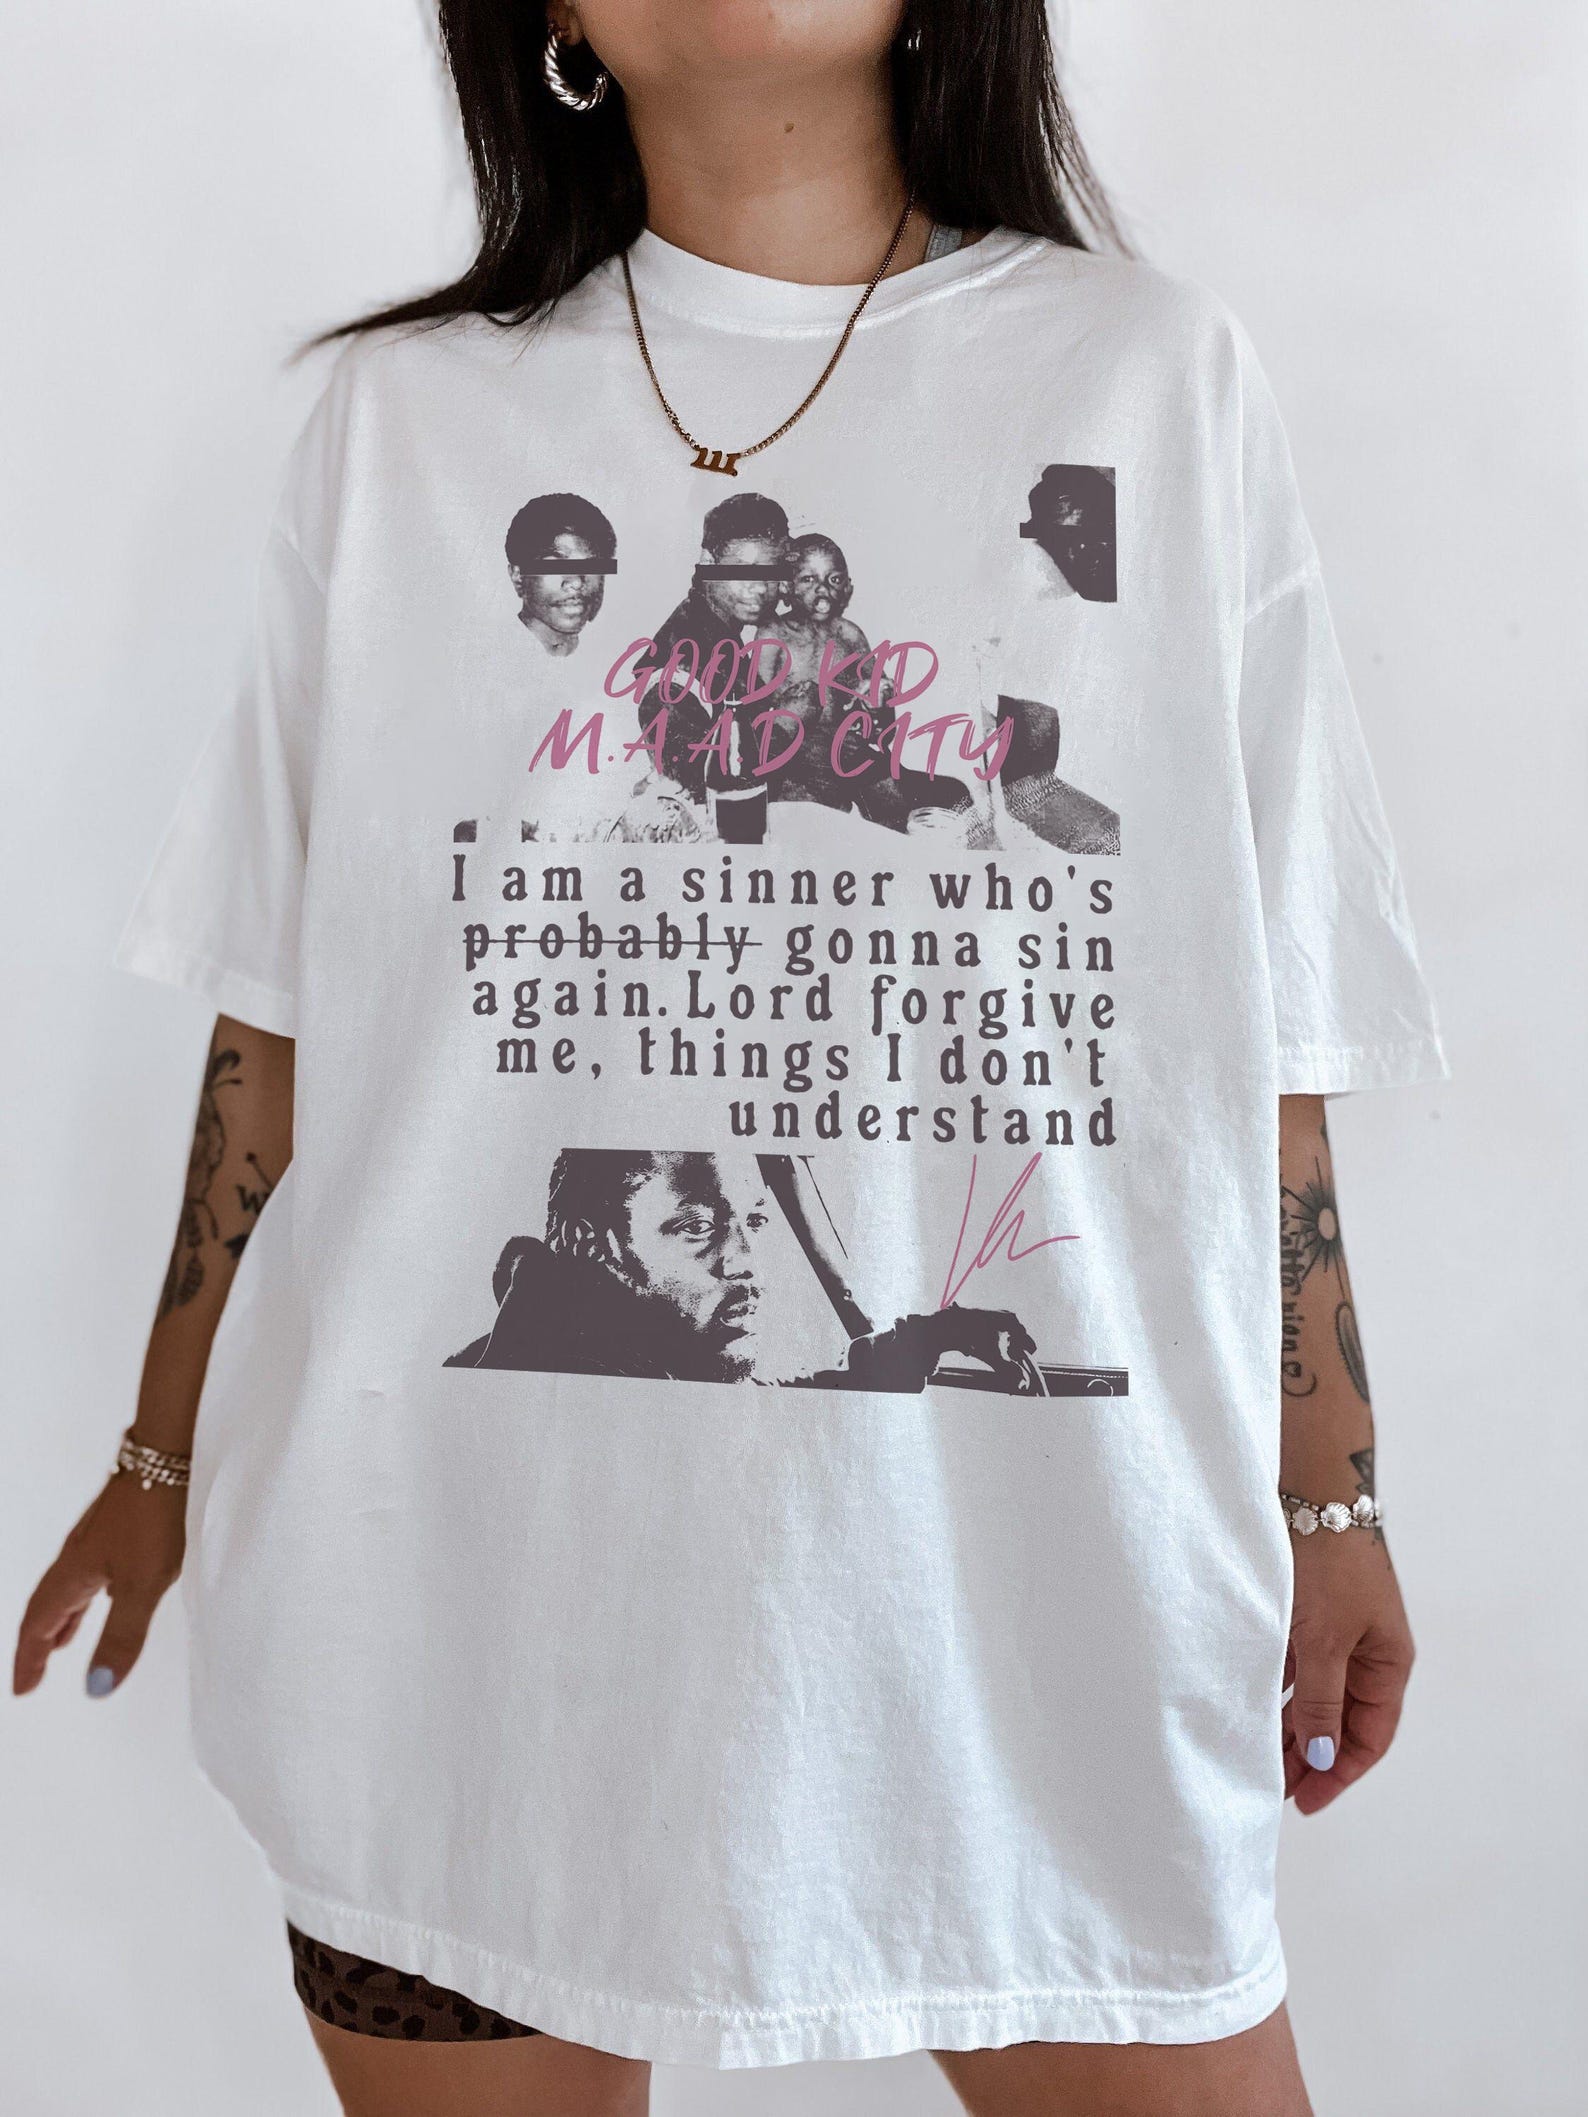 GOOD KID
M.A.A.D CITY
I am a sinner who's
probably gonna sin
again. Lord forgive
me, things I don't
understand